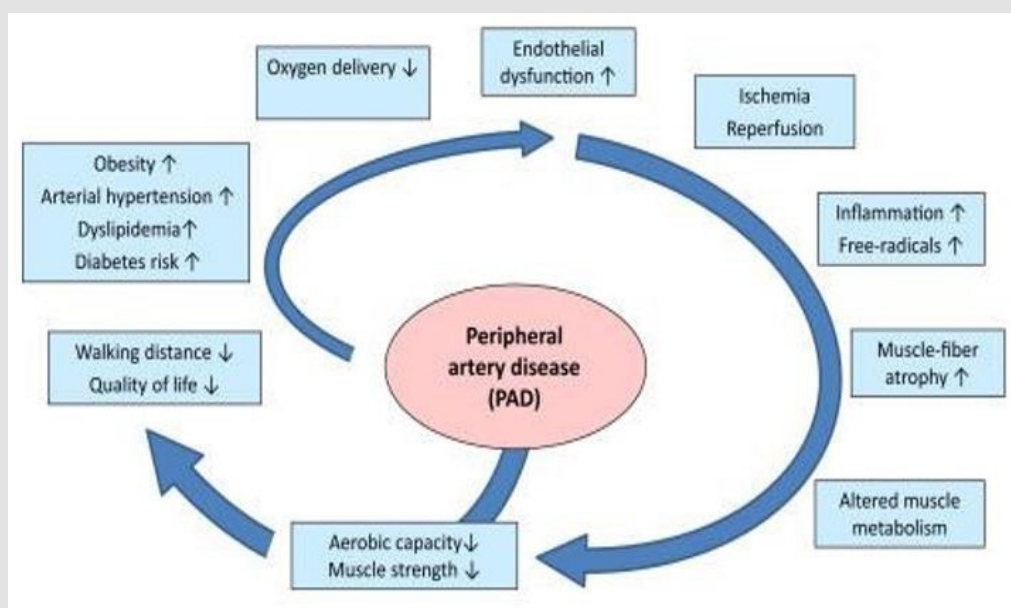 Oxygen delivery ↓
Endothelial
dysfunction ↑
Ischemia
Reperfusion
Inflammation ↑
Free-radicals ↑
Muscle-fiber
atrophy ↑
Altered muscle
metabolism
Aerobic capacity↓
Muscle strength ↓
Walking distance ↓
Quality of life ↓
Obesity ↑
Arterial hypertension ↑
Dyslipidemia↑
Diabetes risk ↑
Peripheral
artery disease
(PAD)